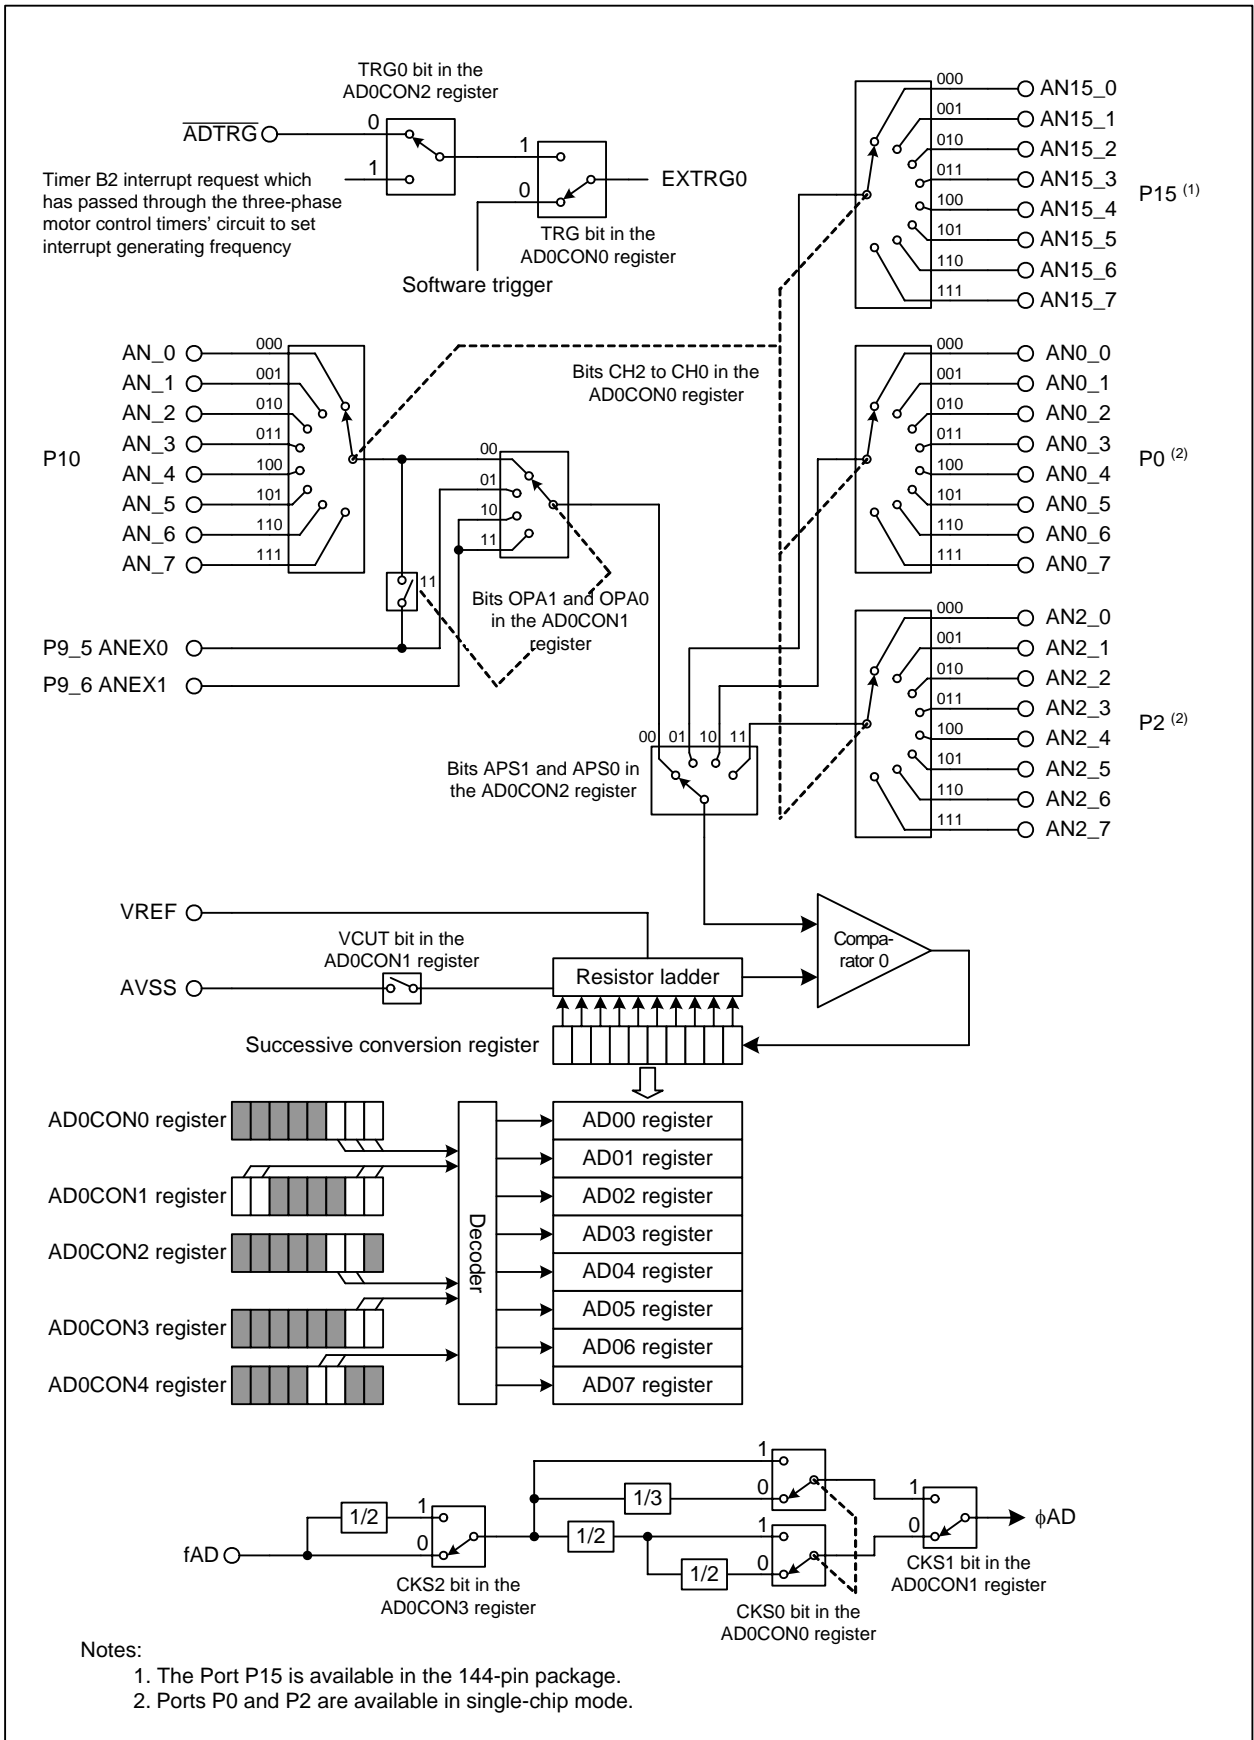 TRG0 bit in the
AD0CON2 register
ADTRG
0
1
1
0
EXTRG0
Timer B2 interrupt request which
has passed through the three-phase
motor control timers' circuit to set
interrupt generating frequency
TRG bit in the
AD0CON0 register
Software trigger
000
001
010
011
100
101
110
111
AN15_0
AN15_1
AN15_2
AN15_3
AN15_4
AN15_5
AN15_6
AN15_7
P15 (1)
P10
AN_0
AN_1
AN_2
AN_3
AN_4
AN_5
AN_6
AN_7
000
001
010
011
100
101
110
111
Bits CH2 to CH0 in the
AD0CON0 register
000
001
010
011
100
101
110
111
AN0_0
AN0_1
AN0_2
AN0_3
AN0_4
AN0_5
AN0_6
AN0_7
P0 (2)
00
01
10
11
11
Bits OPA1 and OPA0
in the AD0CON1
register
P9_5 ANEX0
P9_6 ANEX1
000
001
010
011
100
101
110
111
AN2_0
AN2_1
AN2_2
AN2_3
AN2_4
AN2_5
AN2_6
AN2_7
P2 (2)
00 01 10 11
Bits APS1 and APS0 in
the AD0CON2 register
VREF
VCUT bit in the
AD0CON1 register
AVSS
Resistor ladder
Compa-
rator 0
Successive conversion register
AD0CON0 register
AD0CON1 register
AD0CON2 register
AD0CON3 register
AD0CON4 register
Decoder
AD00 register
AD01 register
AD02 register
AD03 register
AD04 register
AD05 register
AD06 register
AD07 register
fAD
1/2
1
0
CKS2 bit in the
AD0CON3 register
1/3
1/2
1/2
1
0
1
0
CKS0 bit in the
AD0CON0 register
1
0
CKS1 bit in the
AD0CON1 register
ϕAD
Notes:
1. The Port P15 is available in the 144-pin package.
2. Ports P0 and P2 are available in single-chip mode.